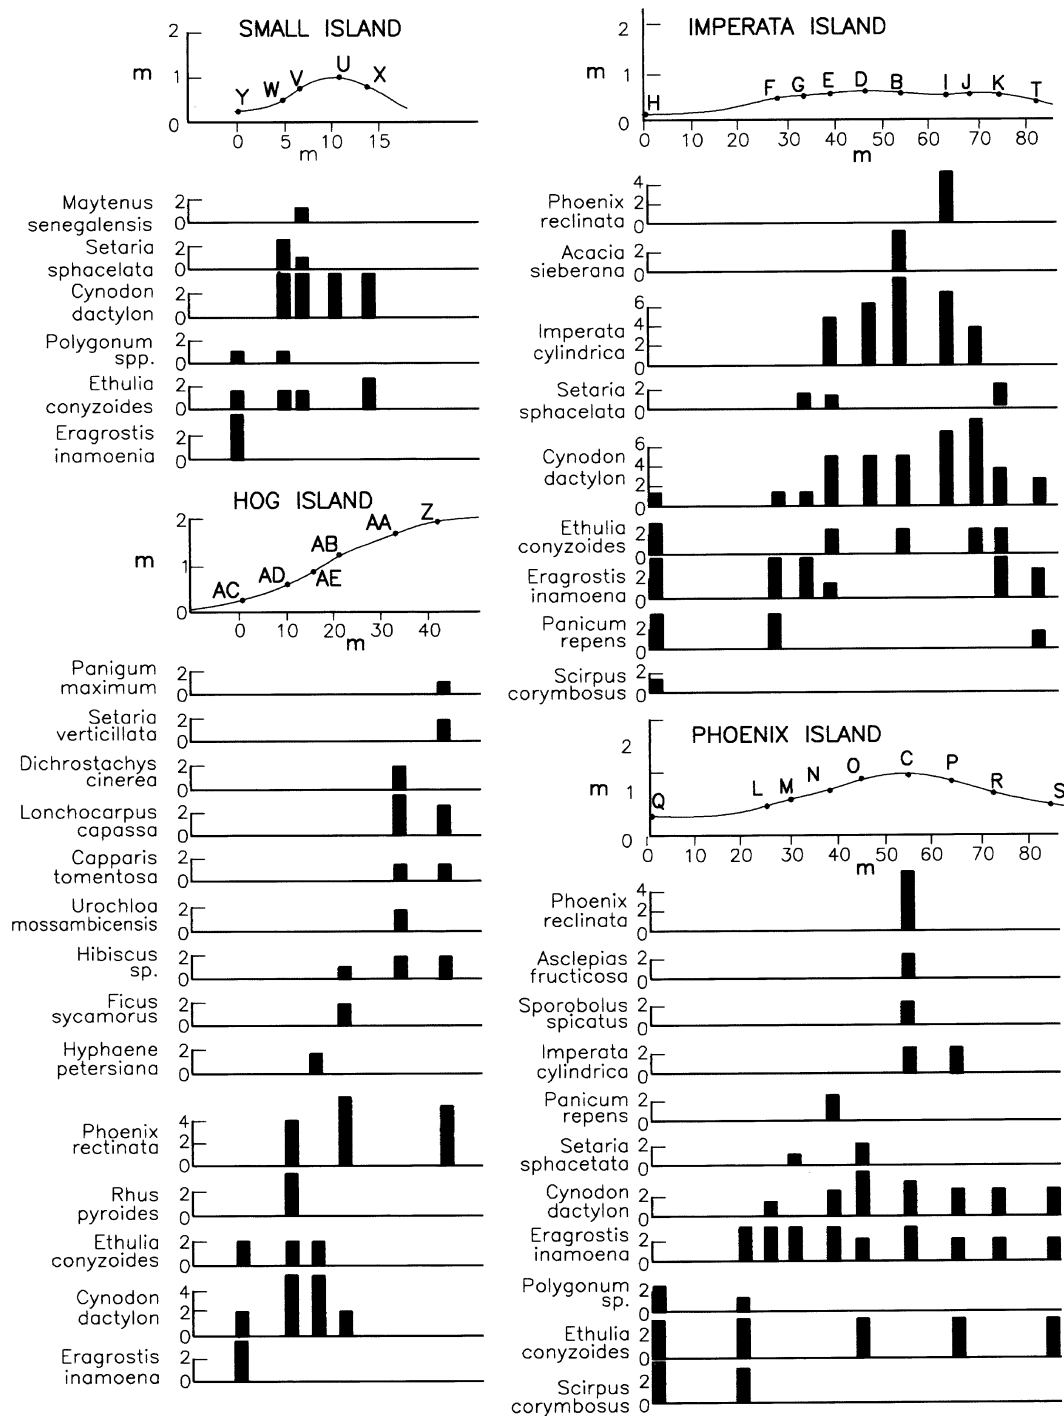 SMALL ISLAND
2
m
1
0
Y W V U X
0 5 10 15
m
Maytenus
senegalensis
2
0
Setaria
sphacelata
2
0
Cynodon
dactylon
2
0
Polygonum
spp.
2
0
Ethulia
conyzoides
2
0
Eragrostis
inamoenia
2
0
HOG ISLAND
2
m
1
0
AC AD AE AB AA Z
0 10 20 30 40
m
Panigum
maximum
2
0
Setaria
verticillata
2
0
Dichrostachys
cinerea
2
0
Lonchocarpus
capassa
2
0
Capparis
tomentosa
2
0
Urochloa
mossambicensis
2
0
Hibiscus
sp.
2
0
Ficus
sycamorus
2
0
Hyphaene
petersiana
2
0
Phoenix
rectinata
4
2
0
Rhus
pyroides
2
0
Ethulia
conyzoides
2
0
Cynodon
dactylon
4
2
0
Eragrostis
inamoena
2
0
IMPERATA ISLAND
2
m
1
0
H F G E D B I J K T
0 10 20 30 40 50 60 70 80
m
Phoenix
reclinata
4
2
0
Acacia
sieberana
2
0
Imperata
cylindrica
6
4
2
0
Setaria
sphacelata
2
0
Cynodon
dactylon
6
4
2
0
Ethulia
conyzoides
2
0
Eragrostis
inamoena
2
0
Panicum
repens
2
0
Scirpus
corymbosus
2
0
PHOENIX ISLAND
2
m
1
0
Q L M N O C P R S
0 10 20 30 40 50 60 70 80
m
Phoenix
reclinata
4
2
0
Asclepias
fructicosa
2
0
Sporobolus
spicatus
2
0
Imperata
cylindrica
2
0
Panicum
repens
2
0
Setaria
sphacetata
2
0
Cynodon
dactylon
2
0
Eragrostis
inamoena
2
0
Polygonum
sp.
2
0
Ethulia
conyzoides
2
0
Scirpus
corymbosus
2
0